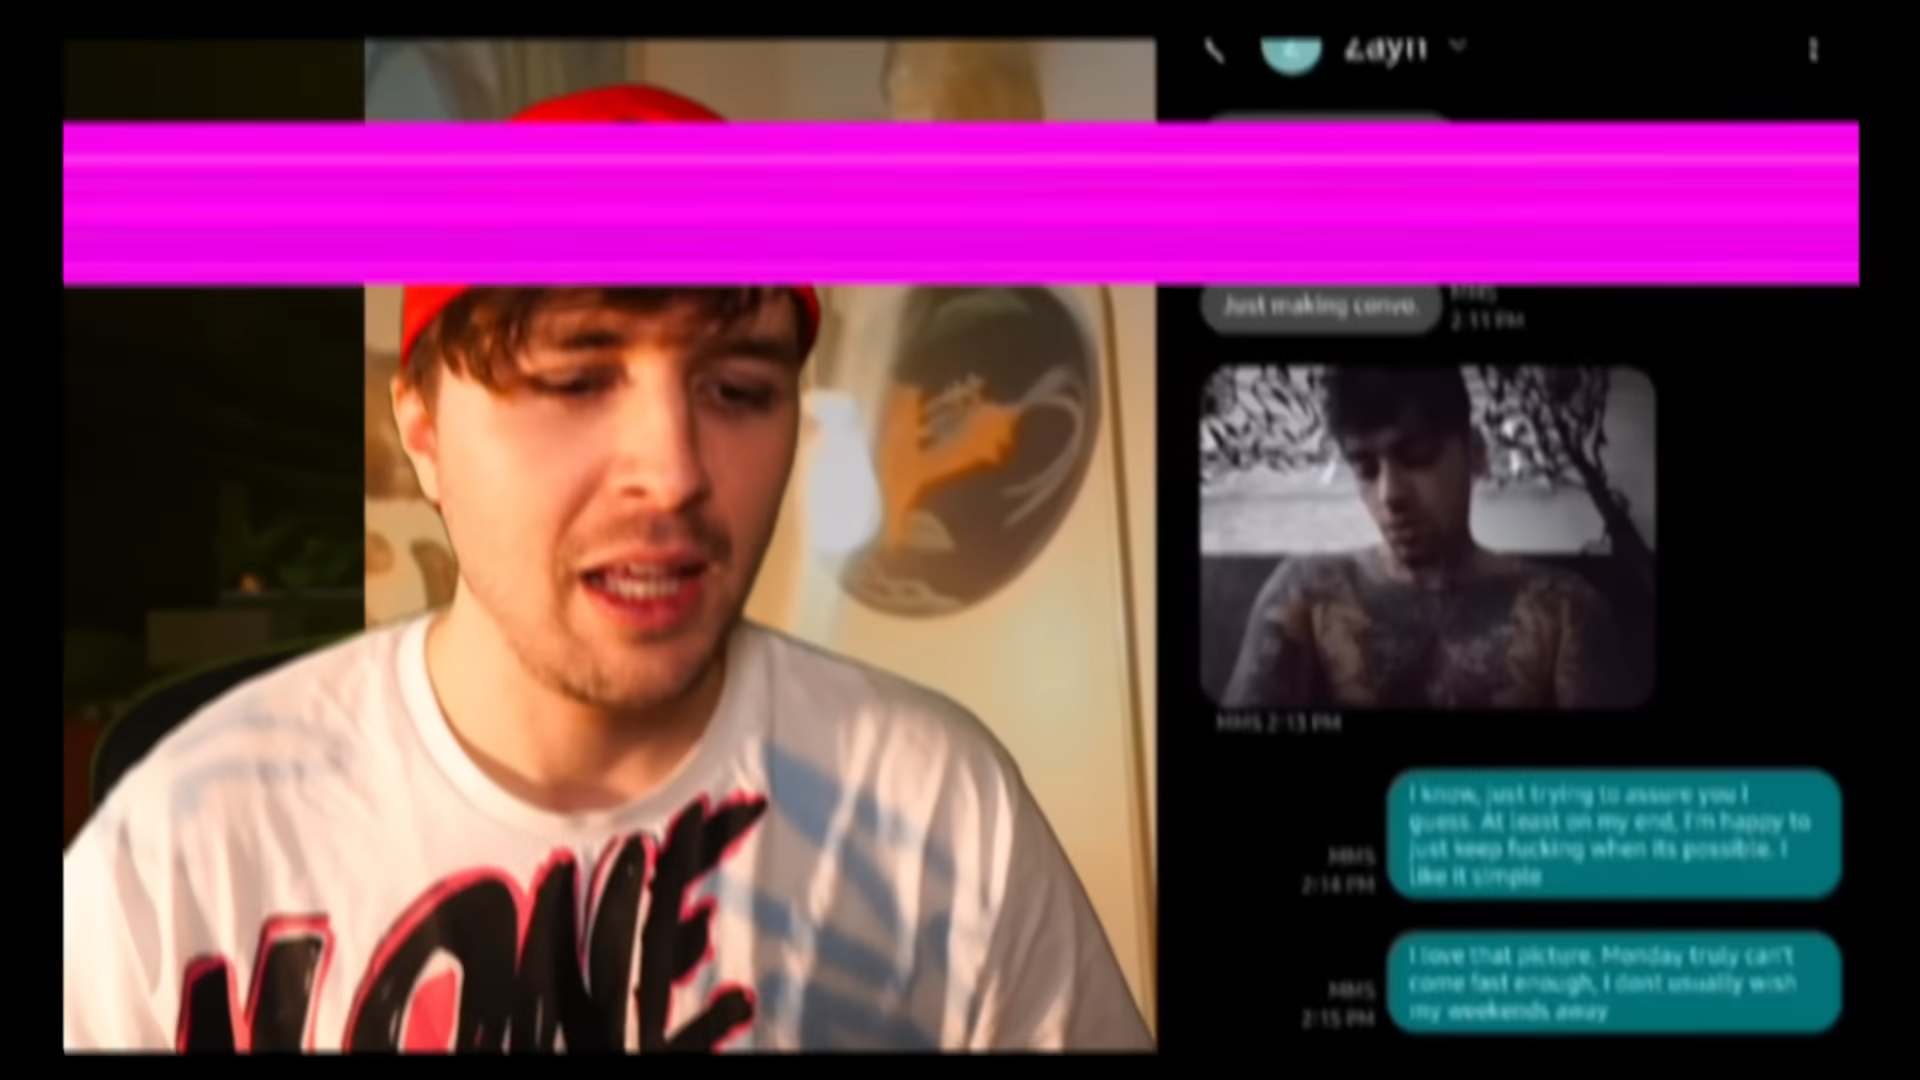 Zayn
Just making convo.
MMS
2:11 PM
MMS 2:13 PM
I know, just trying to assure you I
guess. At least on my end, I'm happy to
just keep fucking when its possible. I
like it simple
MMS
2:14 PM
I love that picture, Monday truly can't
come fast enough, I dont usually wish
my weekends away
MMS
2:15 PM